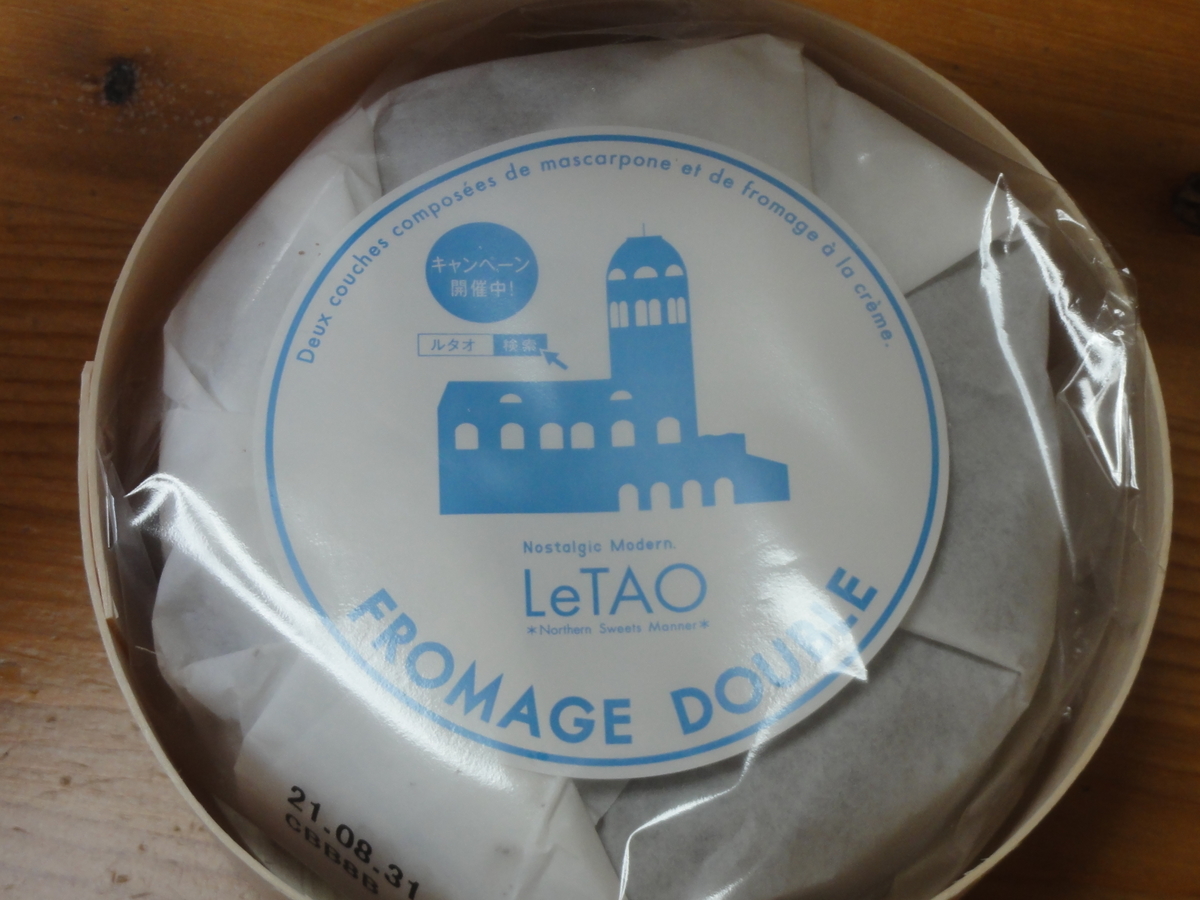 Deux couches composées de mascarpone et de fromage à la crème.
キャンペーン
開催中!
ルタオ 検索
Nostalgic Modern.
LeTAO
*Northern Sweets Manner*
FROMAGE DOUBLE
21.08.31
CBBBB